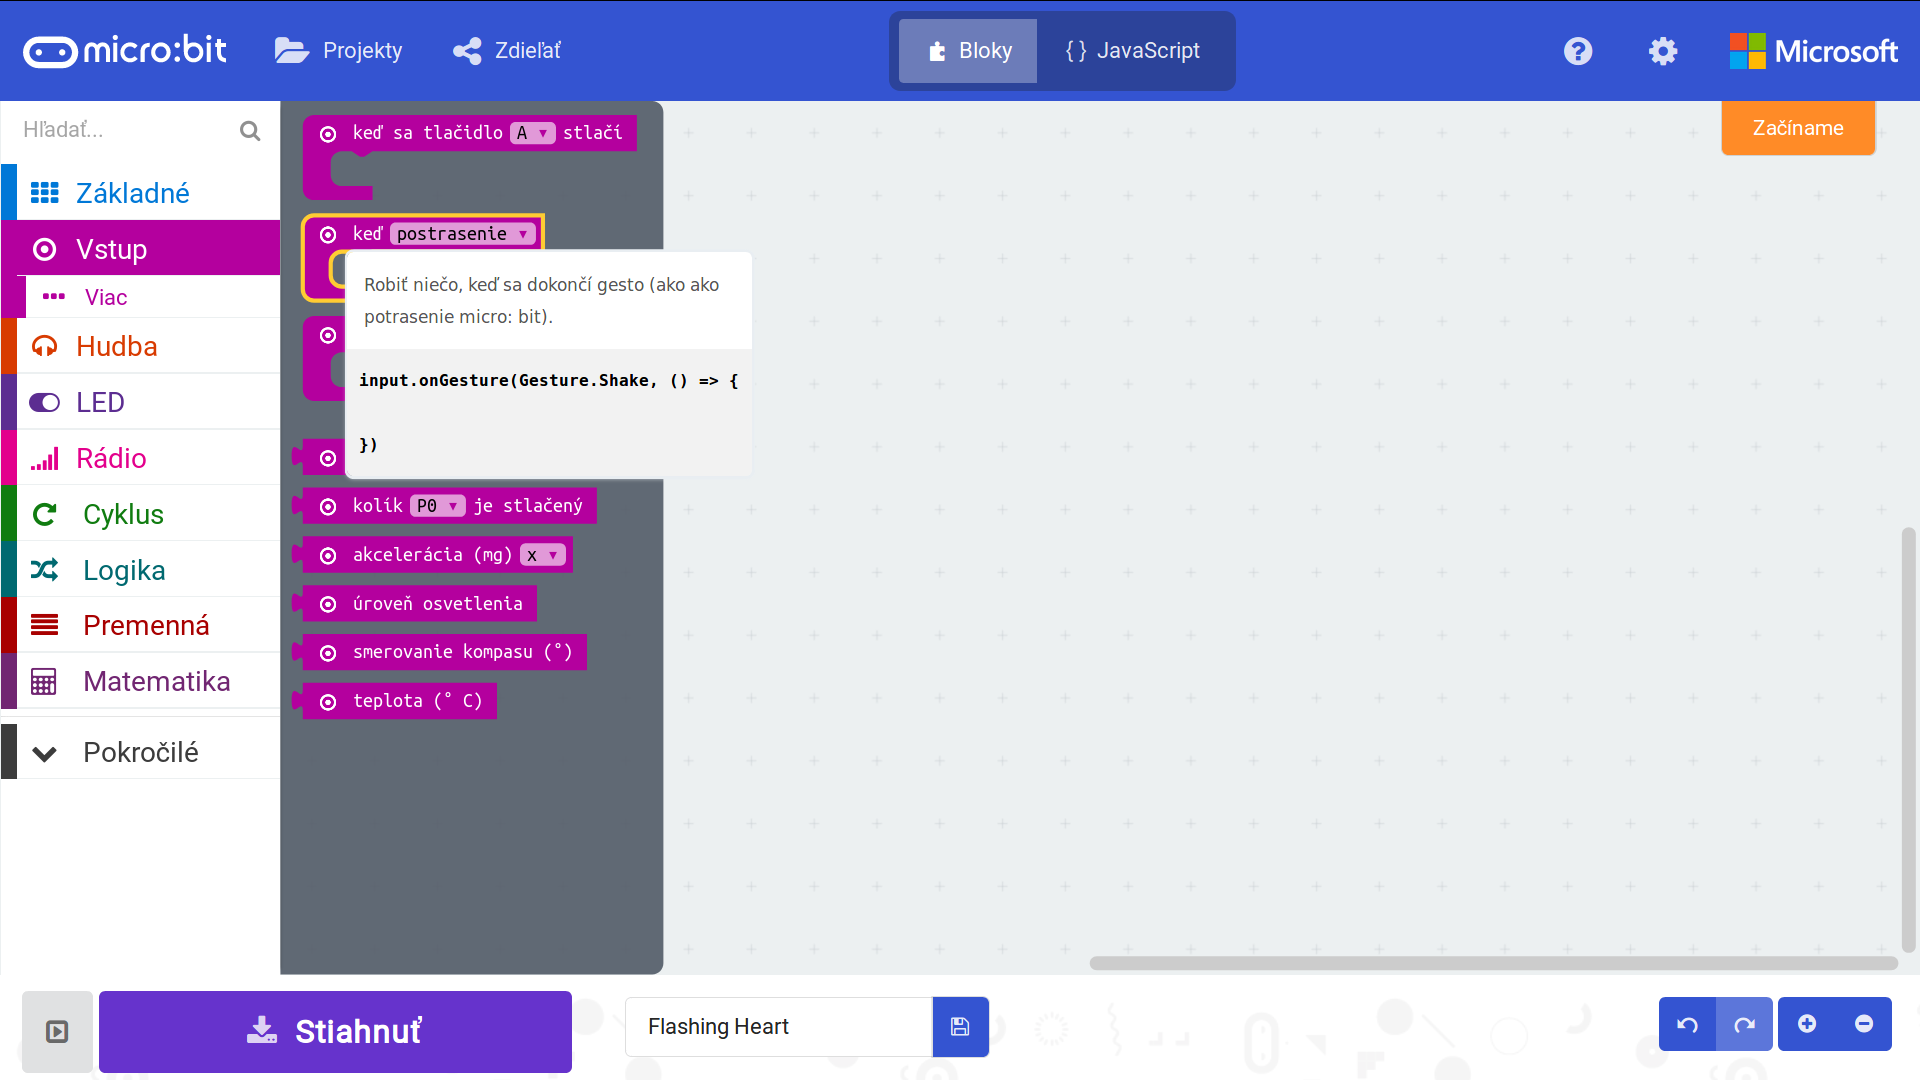 micro:bit
Projekty
Zdieľať
Bloky
{ } JavaScript
Microsoft
Hľadať...
Základné
Vstup
Viac
Hudba
LED
Rádio
Cyklus
Logika
Premenná
Matematika
Pokročilé
keď sa tlačidlo A stlačí
keď postrasenie
Robiť niečo, keď sa dokončí gesto (ako ako
potrasenie micro: bit).
input.onGesture(Gesture.Shake, () => {
})
kolík P0 je stlačený
akcelerácia (mg) x
úroveň osvetlenia
smerovanie kompasu (°)
teplota (° C)
Začíname
Stiahnuť
Flashing Heart